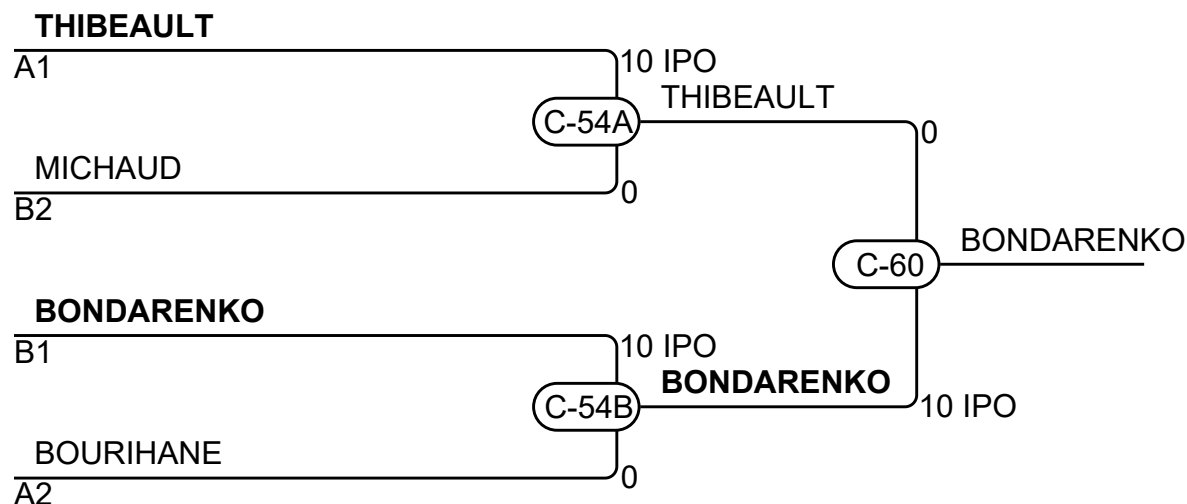 THIBEAULT
A1
10 IPO
THIBEAULT
C-54A
0
MICHAUD
B2
0
BONDARENKO
C-60
BONDARENKO
B1
10 IPO
BONDARENKO
C-54B
10 IPO
BOURIHANE
A2
0